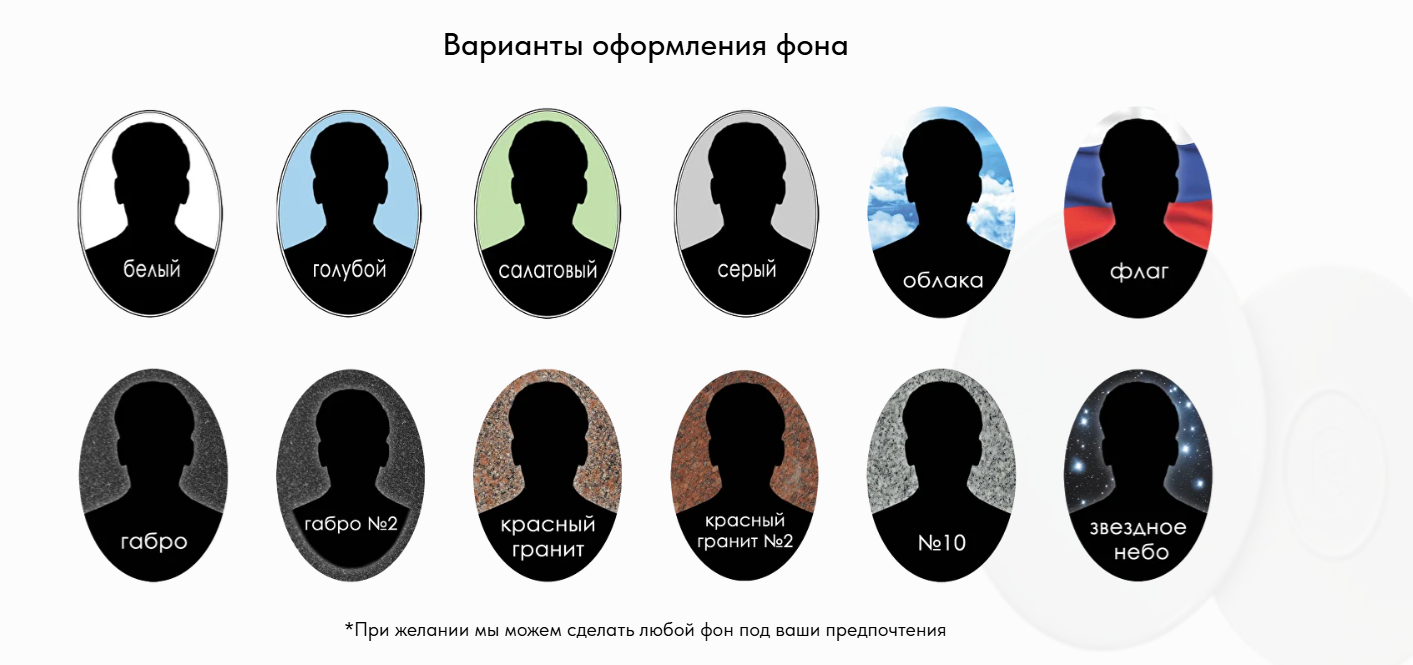 Варианты оформления фона
белый
голубой
салатовый
серый
облака
флаг
габро
габро №2
красный
гранит
красный
гранит №2
№10
звездное
небо
*При желании мы можем сделать любой фон под ваши предпочтения